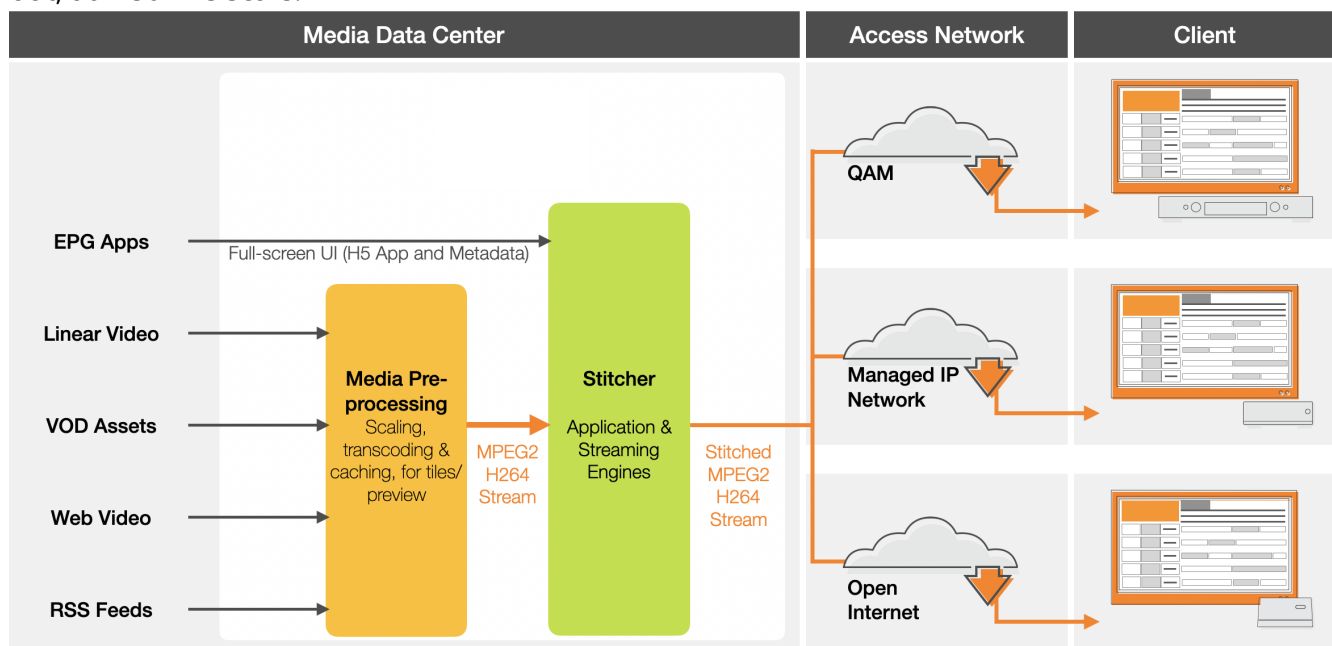 Media Data Center
Access Network
Client
EPG Apps
Full-screen UI (H5 App and Metadata)
Linear Video
VOD Assets
Web Video
RSS Feeds
Media Pre-
processing
Scaling,
transcoding &
caching, for tiles/
preview
MPEG2
H264
Stream
Stitcher
Application &
Streaming
Engines
Stitched
MPEG2
H264
Stream
QAM
Managed IP
Network
Open
Internet